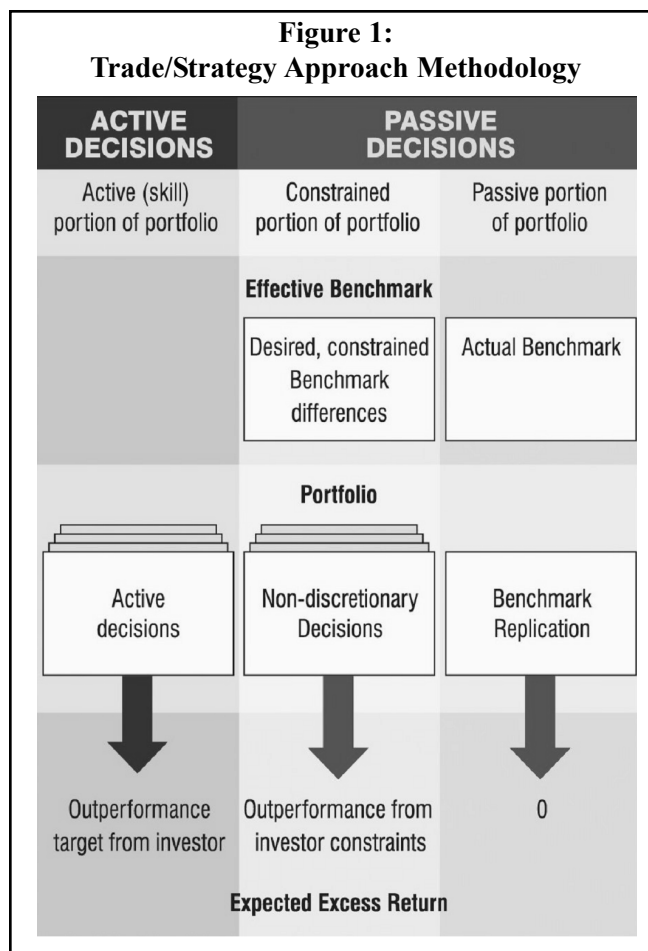 Figure 1:
Trade/Strategy Approach Methodology
ACTIVE
DECISIONS
PASSIVE
DECISIONS
Active (skill)
portion of portfolio
Constrained
portion of portfolio
Passive portion
of portfolio
Effective Benchmark
Desired, constrained
Benchmark
differences
Actual Benchmark
Portfolio
Active
decisions
Non-discretionary
Decisions
Benchmark
Replication
Outperformance
target from investor
Outperformance from
investor constraints
0
Expected Excess Return